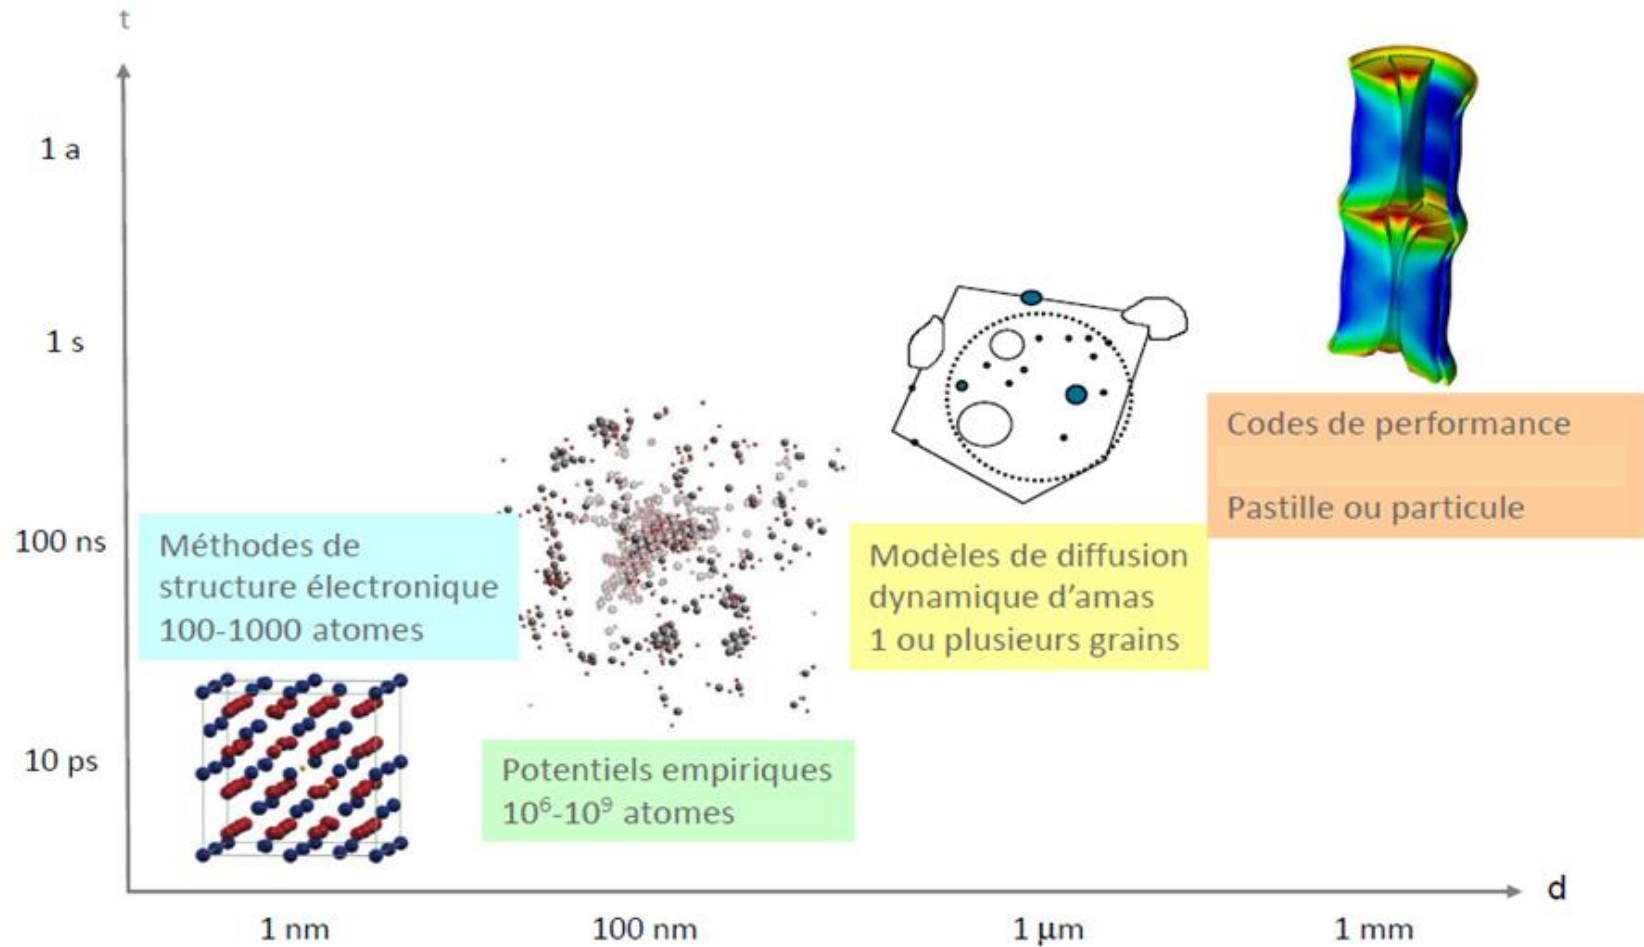 t
1 a
1 s
100 ns
10 ps
Méthodes de
structure électronique
100-1000 atomes
Potentiels empiriques
10⁶-10⁹ atomes
Modèles de diffusion
dynamique d’amas
1 ou plusieurs grains
Codes de performance
Pastille ou particule
d
1 nm
100 nm
1 µm
1 mm